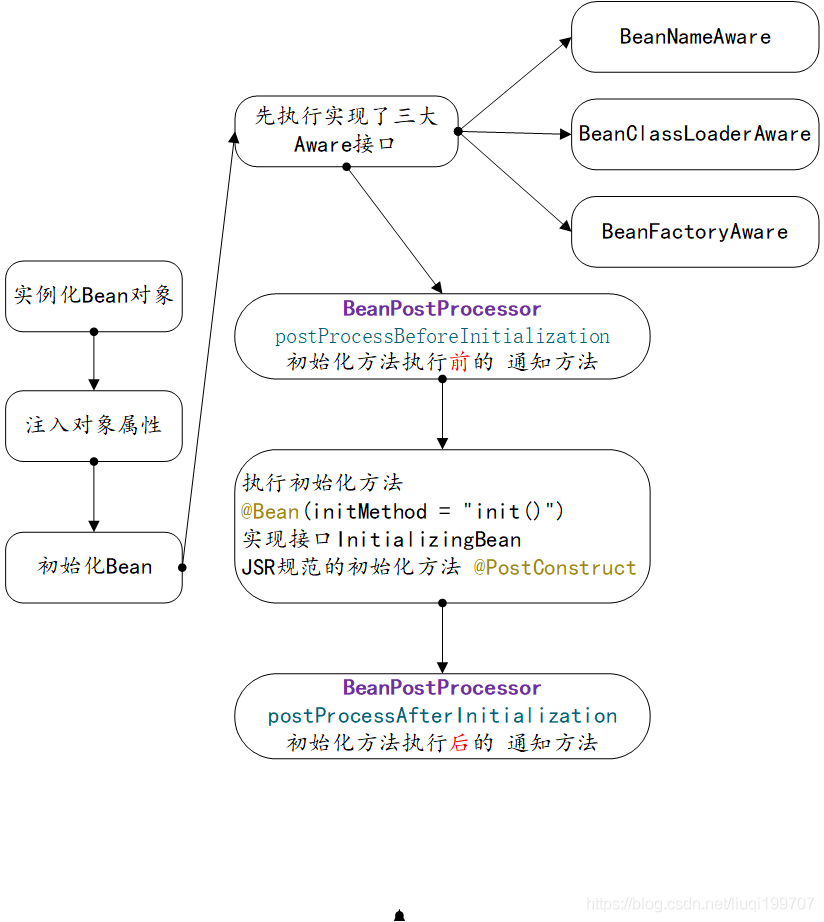 实例化Bean对象
注入对象属性
初始化Bean
先执行实现了三大
Aware接口
BeanNameAware
BeanClassLoaderAware
BeanFactoryAware
BeanPostProcessor
postProcessBeforeInitialization
初始化方法执行前的 通知方法
执行初始化方法
@Bean(initMethod = "init()")
实现接口InitializingBean
JSR规范的初始化方法 @PostConstruct
BeanPostProcessor
postProcessAfterInitialization
初始化方法执行后的 通知方法
https://blog.csdn.net/liuqi199707